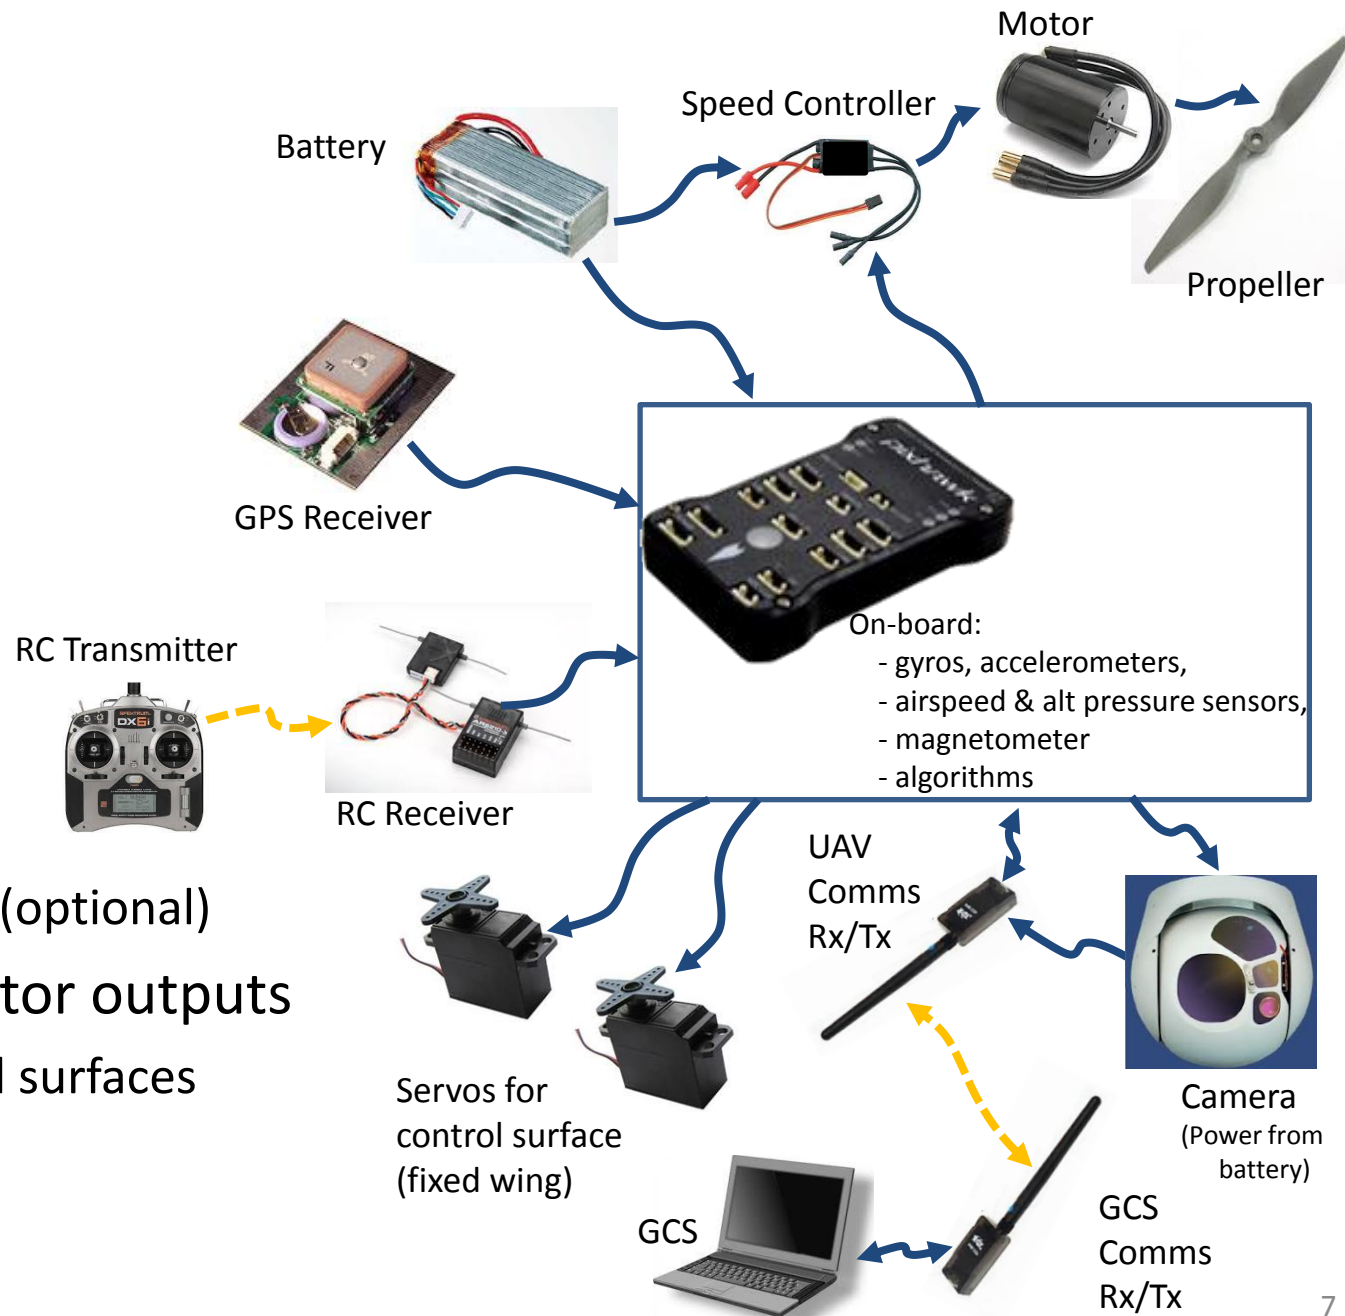 Motor
Speed Controller
Battery
Propeller
GPS Receiver
pixhawk
On-board:
- gyros, accelerometers,
- airspeed & alt pressure sensors,
- magnetometer
- algorithms
RC Transmitter
DX6i
RC Receiver
UAV
Comms
Rx/Tx
(optional)
tor outputs
l surfaces
Servos for
control surface
(fixed wing)
Camera
(Power from
battery)
GCS
GCS
Comms
Rx/Tx
7